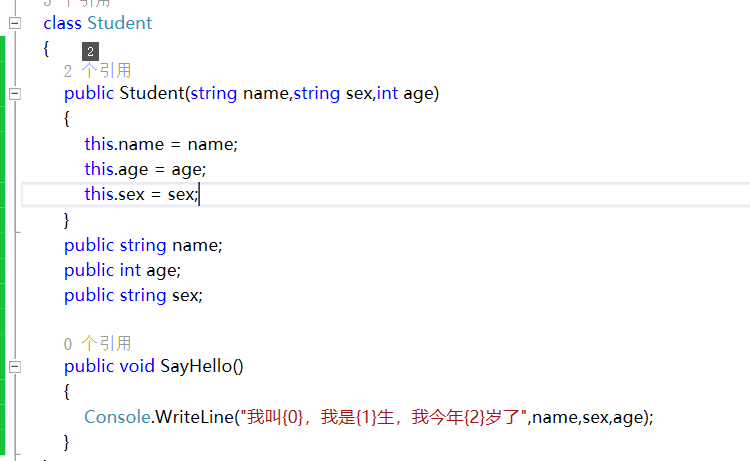 class Student
{
2
2 个引用
public Student(string name,string sex,int age)
{
this.name = name;
this.age = age;
this.sex = sex;
}
public string name;
public int age;
public string sex;
0 个引用
public void SayHello()
{
Console.WriteLine("我叫{0}，我是{1}生，我今年{2}岁了",name,sex,age);
}